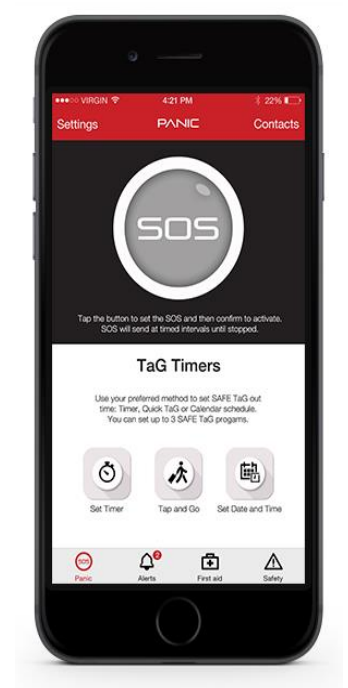 VIRGIN 4:21 PM 22%
Settings PANIC Contacts
SOS
Tap the button to set the SOS and then confirm to activate.
SOS will send at timed intervals until stopped.
TaG Timers
Use your preferred method to set SAFE TaG out
time: Timer, Quick TaG or Calendar schedule.
You can set up to 3 SAFE TaG progams.
Set Timer Tap and Go Set Date and Time
SOS 2
Panic Alerts First aid Safety